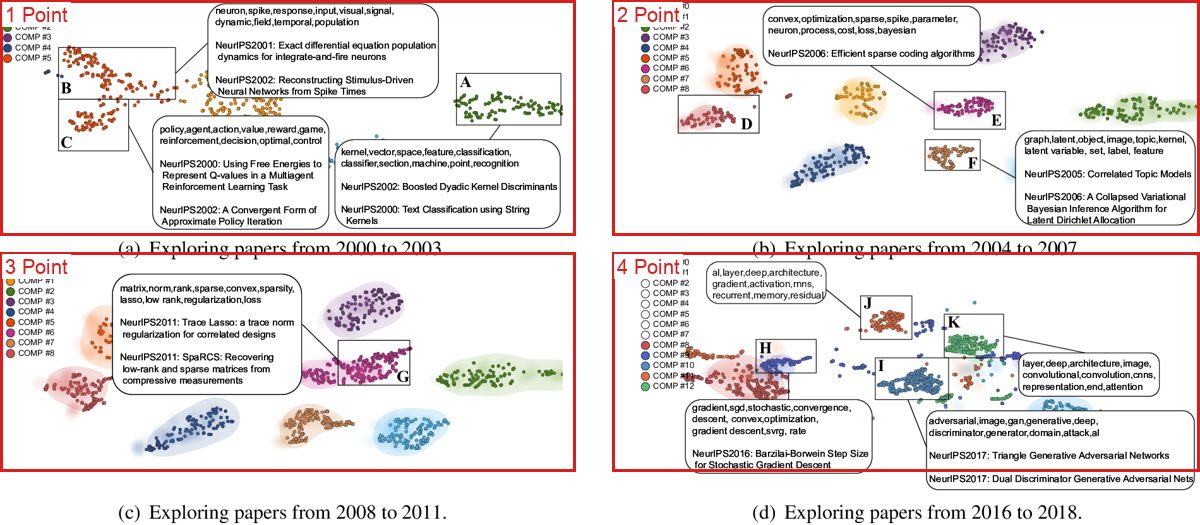 1 Point
COMP #2
COMP #3
COMP #4
COMP #5
neuron,spike,response,input,visual,signal,
dynamic,field,temporal,population
NeurIPS2001: Exact differential equation population
dynamics for integrate-and-fire neurons
NeurIPS2002: Reconstructing Stimulus-Driven
Neural Networks from Spike Times
B
C
A
policy,agent,action,value,reward,game,
reinforcement,decision,optimal,control
NeurIPS2000: Using Free Energies to
Represent Q-values in a Multiagent
Reinforcement Learning Task
NeurIPS2002: A Convergent Form of
Approximate Policy Iteration
kernel,vector,space,feature,classification,
classifier,section,machine,point,recognition
NeurIPS2002: Boosted Dyadic Kernel Discriminants
NeurIPS2000: Text Classification using String
Kernels
(a) Exploring papers from 2000 to 2003.
2 Point
#0
#1
COMP #2
COMP #3
COMP #4
COMP #5
COMP #6
COMP #7
COMP #8
convex,optimization,sparse,spike,parameter,
neuron,process,cost,loss,bayesian
NeurIPS2006: Efficient sparse coding algorithms
D
E
F
graph,latent,object,image,topic,kernel,
latent variable, set, label, feature
NeurIPS2005: Correlated Topic Models
NeurIPS2006: A Collapsed Variational
Bayesian Inference Algorithm for
Latent Dirichlet Allocation
(b) Exploring papers from 2004 to 2007.
3 Point
COMP #1
COMP #2
COMP #3
COMP #4
COMP #5
COMP #6
COMP #7
COMP #8
matrix,norm,rank,sparse,convex,sparsity,
lasso,low rank,regularization,loss
NeurIPS2011: Trace Lasso: a trace norm
regularization for correlated designs
NeurIPS2011: SpaRCS: Recovering
low-rank and sparse matrices from
compressive measurements
G
(c) Exploring papers from 2008 to 2011.
4 Point
#0
#1
COMP #2
COMP #3
COMP #4
COMP #5
COMP #6
COMP #7
COMP #8
COMP #9
COMP #10
COMP #11
COMP #12
al,layer,deep,architecture,
gradient,activation,rnns,
recurrent,memory,residual
J
K
H
I
layer,deep,architecture,image,
convolutional,convolution,cnns,
representation,end,attention
gradient,sgd,stochastic,convergence,
descent, convex,optimization,
gradient descent,svrg, rate
NeurIPS2016: Barzilai-Borwein Step Size
for Stochastic Gradient Descent
adversarial,image,gan,generative,deep,
discriminator,generator,domain,attack,al
NeurIPS2017: Triangle Generative Adversarial Networks
NeurIPS2017: Dual Discriminator Generative Adversarial Nets
(d) Exploring papers from 2016 to 2018.